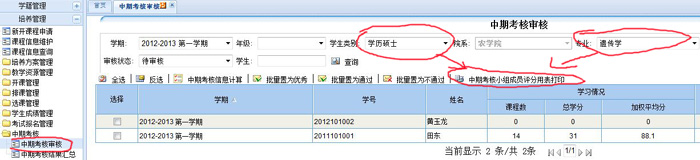 学籍管理
培养管理
新开课程申请
课程信息维护
课程信息查询
培养方案管理
教学资源管理
开课管理
排课管理
选课管理
学生成绩管理
考试报名管理
中期考核
中期考核审核
中期考核结果汇总
首页 中期考核审核
中期考核审核
学期: 2012-2013 第一学期 年级: 学生类别: 学历硕士 院系: 农学院 专业: 遗传学
审核状态: 待审核 学生: 查询
全选 反选 中期考核信息计算 批量置为优秀 批量置为通过 批量置为不通过 中期考核小组成员评分用表打印
选择 学期 学号 姓名 学习情况
课程数 总学分 加权平均分
2012-2013 第一学期 2012101002 黄玉龙
2012-2013 第一学期 2011101001 田东 14 31 88.1
当前显示 2 条/共 2条 1/1